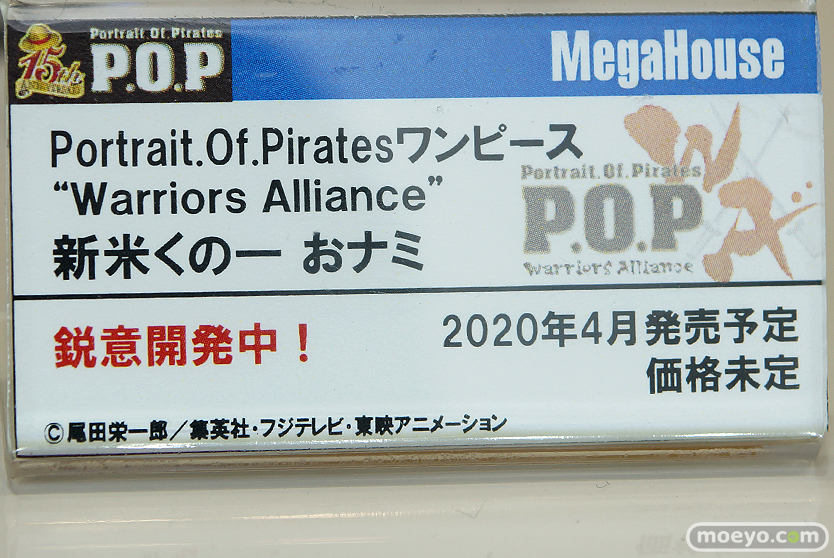 15th
ANNIVERSARY
Portrait Of Pirates
P.O.P
MegaHouse
Portrait.Of.Piratesワンピース
“Warriors Alliance”
新米くの一 おナミ
WA
Portrait.Of.Pirates
P.O.P
Warriors Alliance
鋭意開発中！
2020年4月発売予定
価格未定
©尾田栄一郎／集英社・フジテレビ・東映アニメーション
moeyo.com